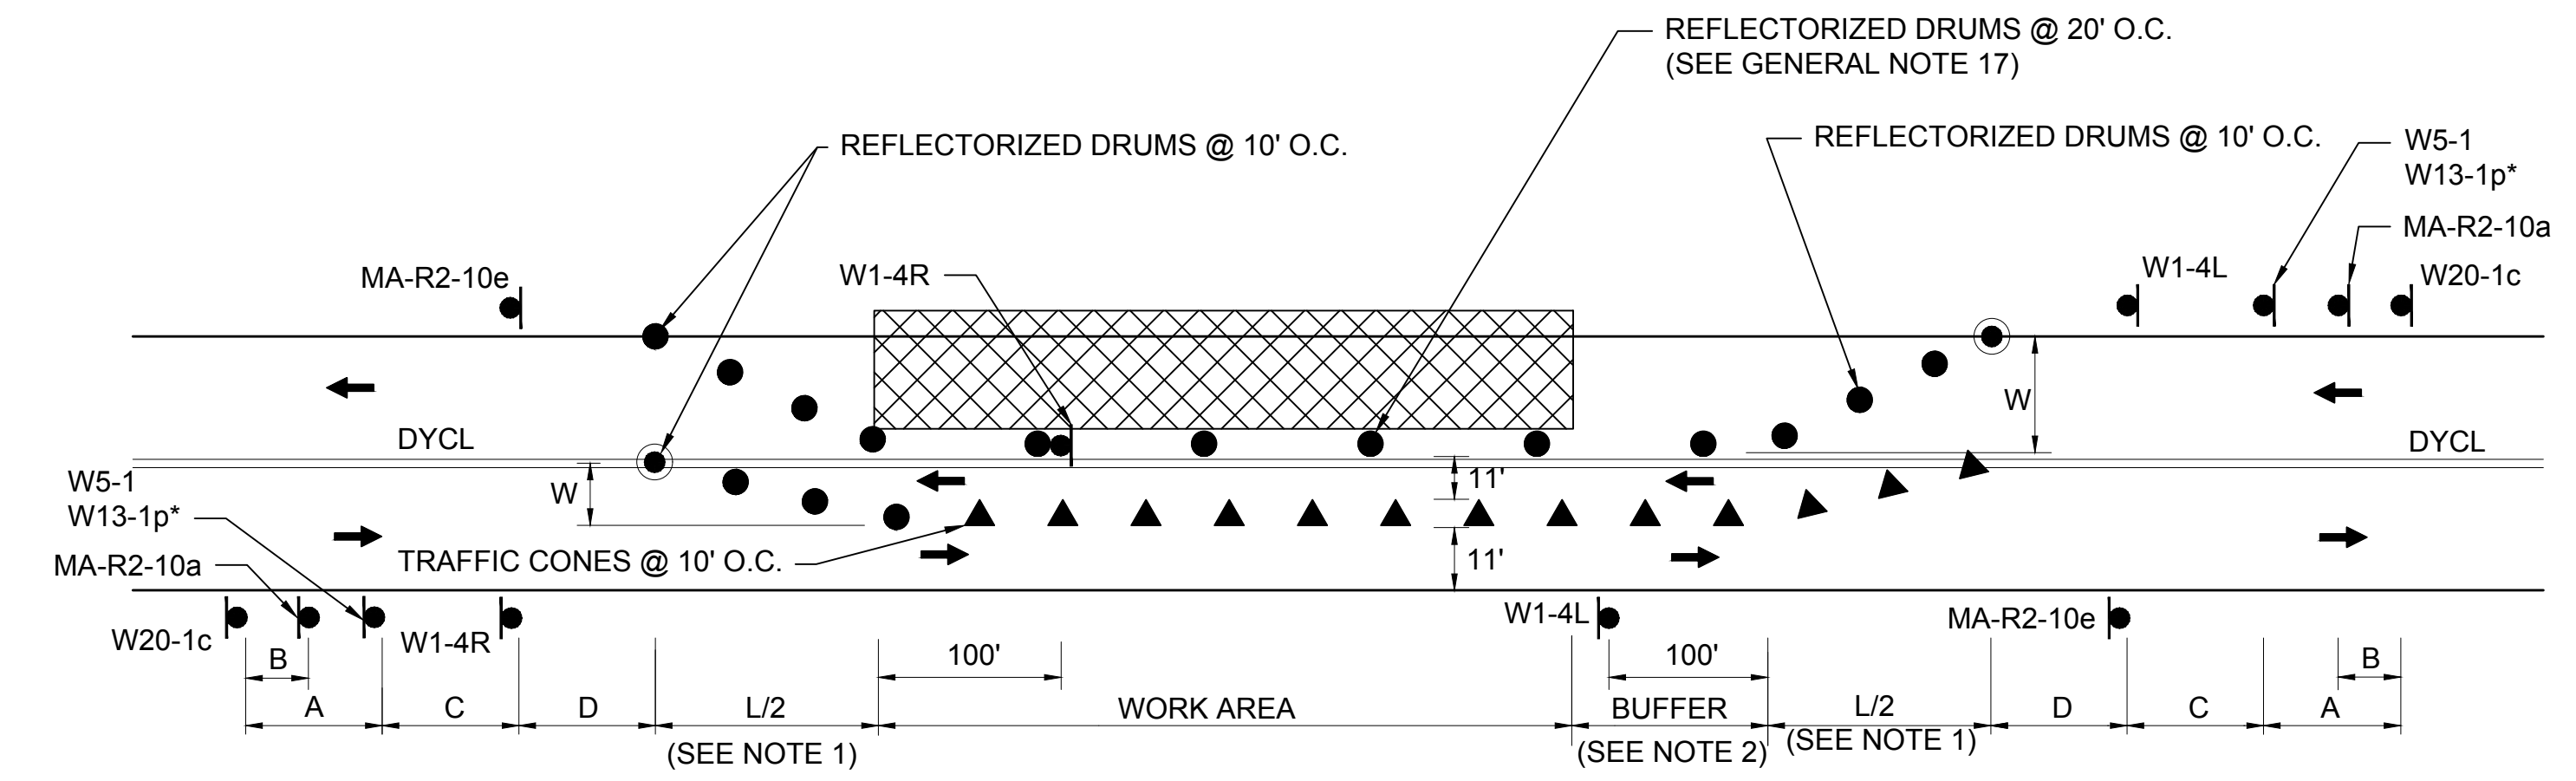 REFLECTORIZED DRUMS @ 20' O.C.
(SEE GENERAL NOTE 17)
REFLECTORIZED DRUMS @ 10' O.C.
REFLECTORIZED DRUMS @ 10' O.C.
W5-1
W13-1p*
MA-R2-10a
W20-1c
W1-4L
MA-R2-10e
W1-4R
W
DYCL
DYCL
W5-1
W13-1p*
MA-R2-10a
W20-1c
W1-4R
W
11'
11'
TRAFFIC CONES @ 10' O.C.
W1-4L
MA-R2-10e
B
100'
100'
B
A
C
D
L/2
(SEE NOTE 1)
WORK AREA
BUFFER
(SEE NOTE 2)
L/2
(SEE NOTE 1)
D
C
A